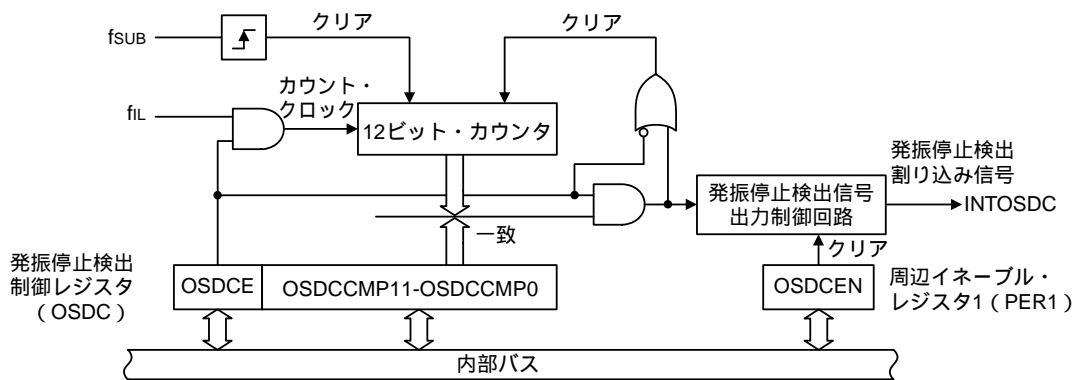 fSUB
クリア
クリア
fIL
カウント・
クロック
12ビット・カウンタ
発振停止検出
割り込み信号
発振停止検出信号
出力制御回路
INTOSDC
一致
クリア
発振停止検出
制御レジスタ
（OSDC）
OSDCE
OSDCCMP11-OSDCCMP0
OSDCEN
周辺イネーブル・
レジスタ1（PER1）
内部バス